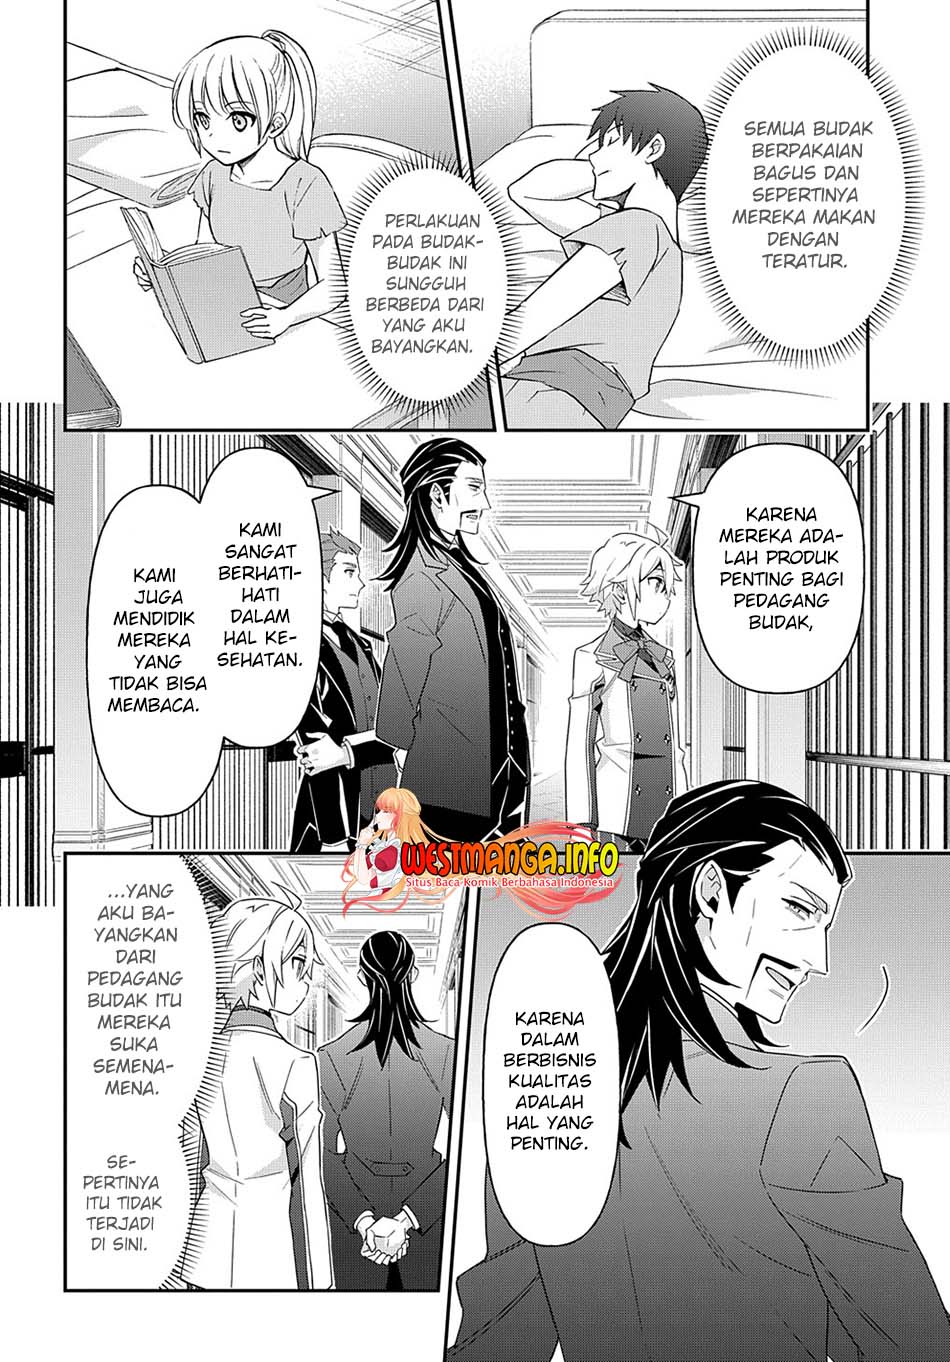 SEMUA BUDAK
BERPAKAIAN
BAGUS DAN
SEPERTINYA
MEREKA MAKAN
DENGAN
TERATUR.
PERLAKUAN
PADA BUDAK-
BUDAK INI
SUNGGUH
BERBEDA DARI
YANG AKU
BAYANGKAN.
KARENA
MEREKA ADA-
LAH PRODUK
PENTING BAGI
PEDAGANG
BUDAK,
KAMI
SANGAT
BERHATI-
HATI DALAM
HAL KE-
SEHATAN.
KAMI
JUGA
MENDIDIK
MEREKA YANG
TIDAK BISA
MEMBACA.
WESTMANGA.INFO
Situs Baca Komik Berbahasa Indonesia
KARENA
DALAM
BERBISNIS
KUALITAS
ADALAH
HAL YANG
PENTING.
...YANG
AKU BA-
YANGKAN
DARI
PEDAGANG
BUDAK ITU
MEREKA
SUKA
SEMENA-
MENA.
SE-
PERTINYA
ITU TIDAK
TERJADI
DI SINI.